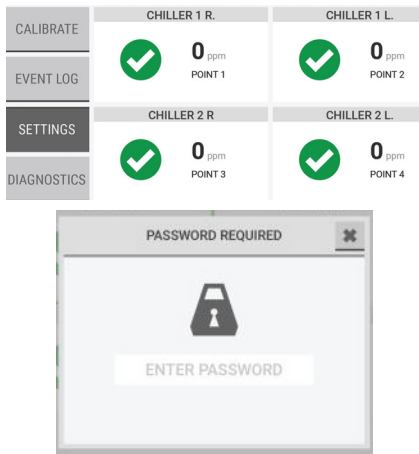 CALIBRATE
EVENT LOG
SETTINGS
DIAGNOSTICS
CHILLER 1 R.
0 ppm
POINT 1
CHILLER 1 L.
0 ppm
POINT 2
CHILLER 2 R
0 ppm
POINT 3
CHILLER 2 L.
0 ppm
POINT 4
PASSWORD REQUIRED
ENTER PASSWORD